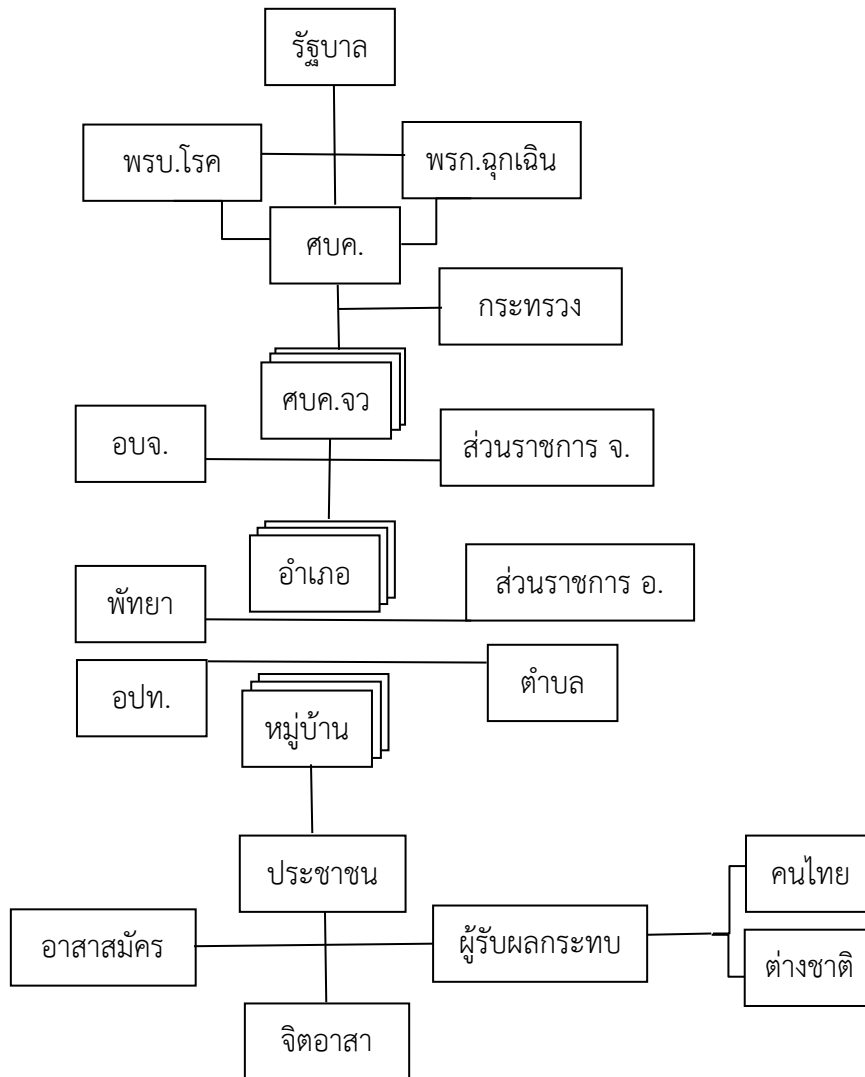 รัฐบาล
พรบ.โรค
พรก.ฉุกเฉิน
ศบค.
กระทรวง
ศบค.จว
อบจ.
ส่วนราชการ จ.
อำเภอ
พัทยา
ส่วนราชการ อ.
อปท.
ตำบล
หมู่บ้าน
ประชาชน
คนไทย
อาสาสมัคร
ผู้รับผลกระทบ
ต่างชาติ
จิตอาสา